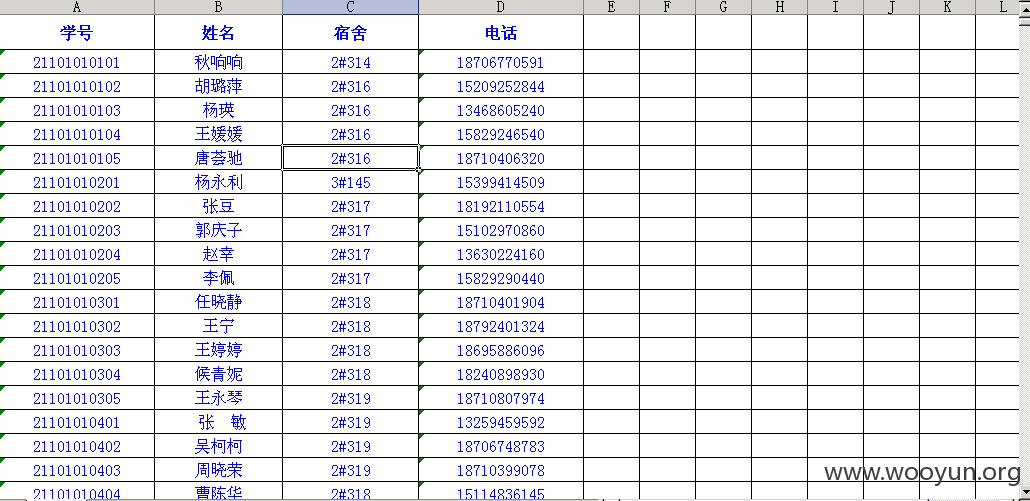 A B C D E F G H I J K L
学号 姓名 宿舍 电话
21101010101 秋响响 2#314 18706770591
21101010102 胡璐萍 2#316 15209252844
21101010103 杨瑛 2#316 13468605240
21101010104 王媛媛 2#316 15829246540
21101010105 唐荟驰 2#316 18710406320
21101010201 杨永利 3#145 15399414509
21101010202 张豆 2#317 18192110554
21101010203 郭庆子 2#317 15102970860
21101010204 赵幸 2#317 13630224160
21101010205 李佩 2#317 15829290440
21101010301 任晓静 2#318 18710401904
21101010302 王宁 2#318 18792401324
21101010303 王婷婷 2#318 18695886096
21101010304 侯青妮 2#318 18240898930
21101010305 王永琴 2#319 18710807974
21101010401 张 敏 2#319 13259459592
21101010402 吴柯柯 2#319 18706748783
21101010403 周晓荣 2#319 18710399078
21101010404 曹陈华 2#318 15114836145
www.wooyun.org